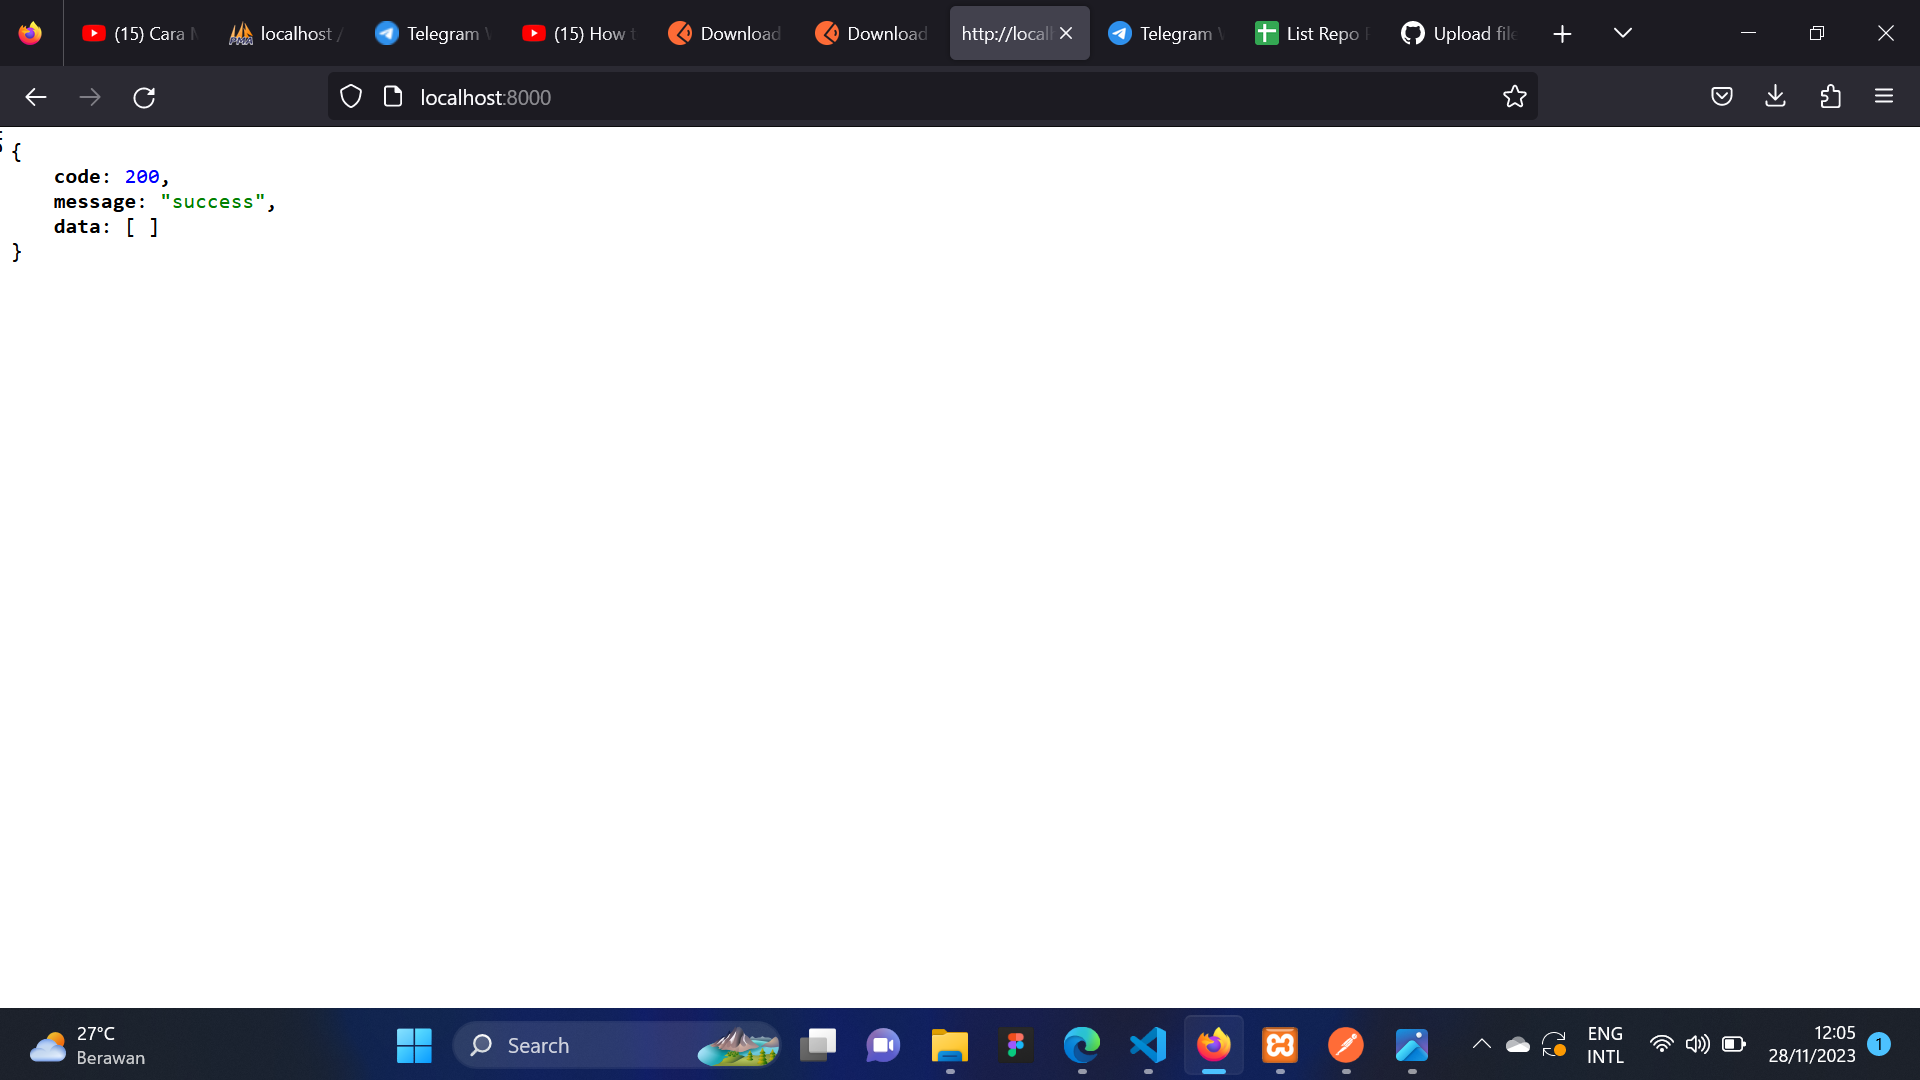 (15) Cara
localhost /
Telegram
(15) How t
Download
Download
http://local
Telegram
List Repo
Upload file
localhost:8000
{
code: 200,
message: "success",
data: [ ]
}
27°C
Berawan
Search
ENG
INTL
12:05
28/11/2023
1